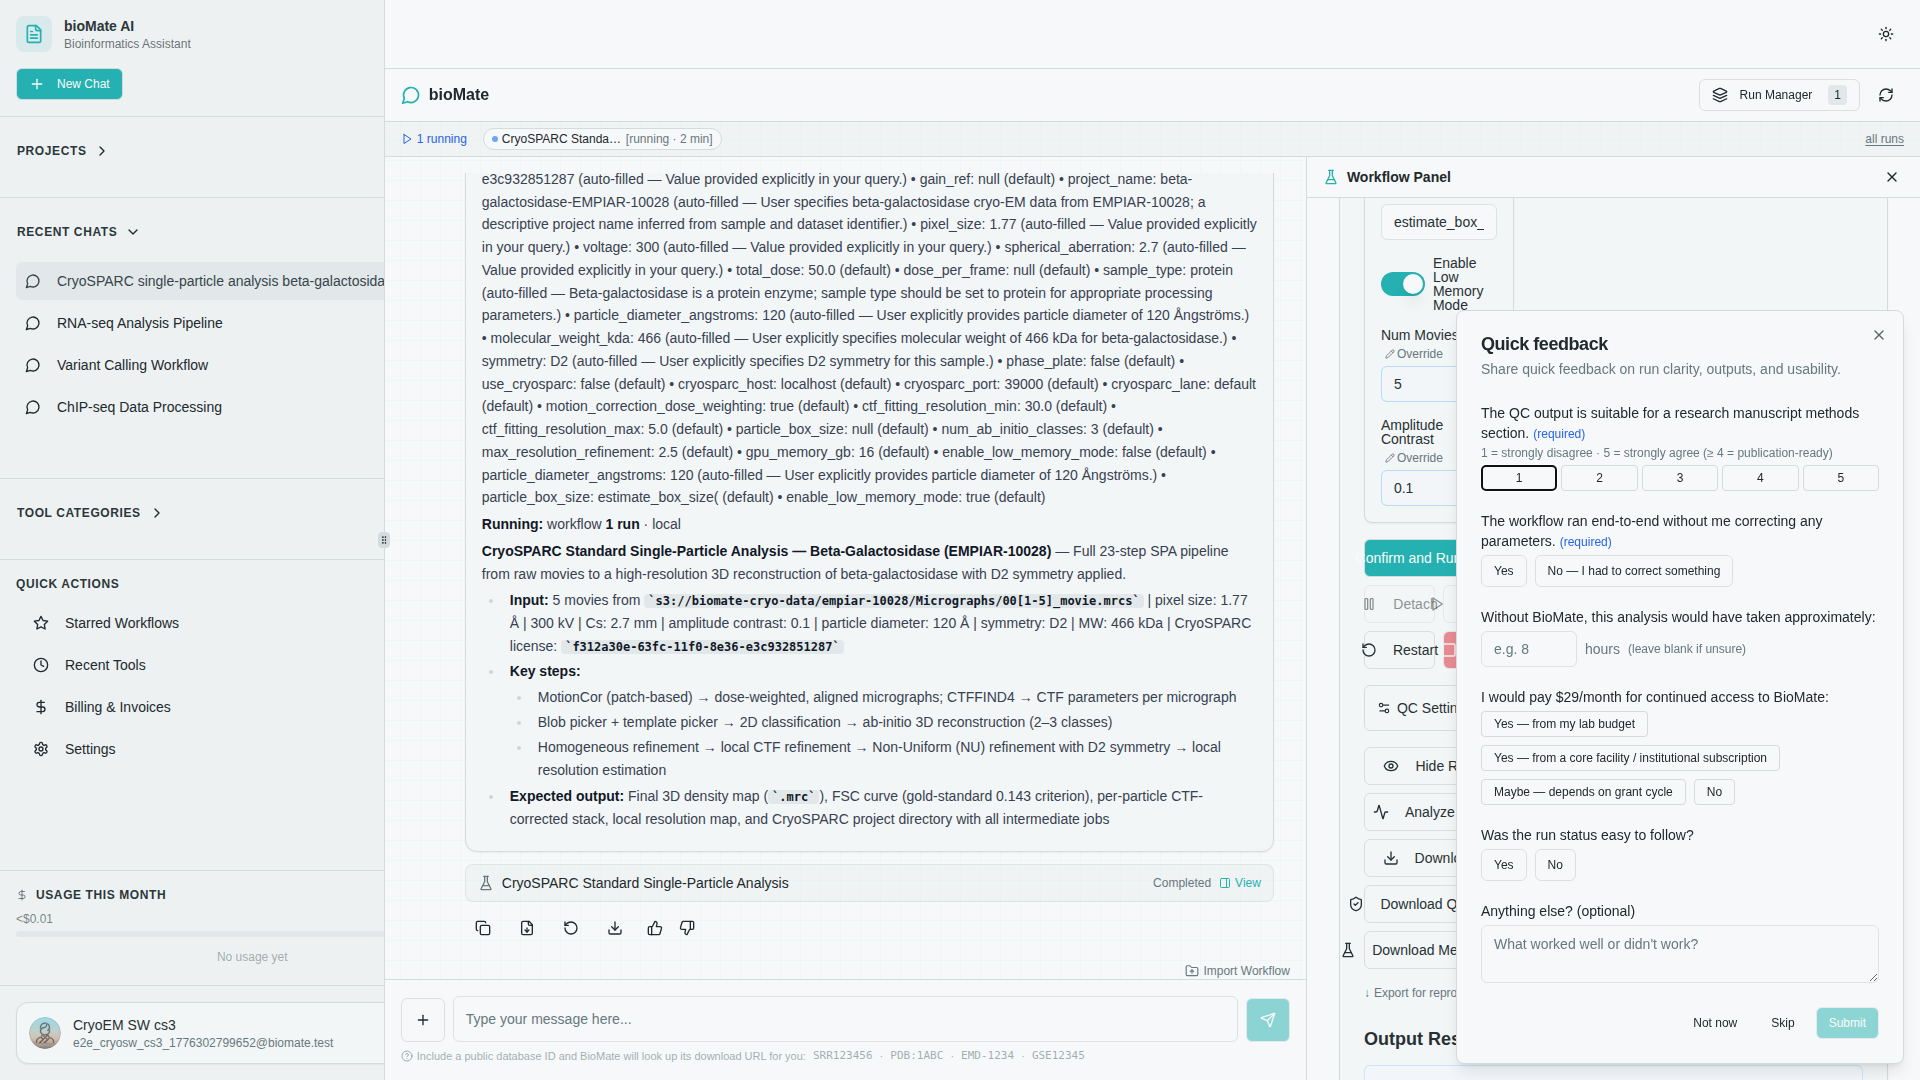 bioMate AI
Bioinformatics Assistant
New Chat
PROJECTS
RECENT CHATS
CryoSPARC single-particle analysis beta-galactosida
RNA-seq Analysis Pipeline
Variant Calling Workflow
ChIP-seq Data Processing
TOOL CATEGORIES
QUICK ACTIONS
Starred Workflows
Recent Tools
Billing & Invoices
Settings
USAGE THIS MONTH
<$0.01
No usage yet
CryoEM SW cs3
e2e_cryosw_cs3_1776302799652@biomate.test
bioMate
Run Manager 1
1 running CryoSPARC Standa… [running · 2 min] all runs
e3c932851287 (auto-filled — Value provided explicitly in your query.) • gain_ref: null (default) • project_name: beta-
galactosidase-EMPIAR-10028 (auto-filled — User specifies beta-galactosidase cryo-EM data from EMPIAR-10028; a
descriptive project name inferred from sample and dataset identifier.) • pixel_size: 1.77 (auto-filled — Value provided explicitly
in your query.) • voltage: 300 (auto-filled — Value provided explicitly in your query.) • spherical_aberration: 2.7 (auto-filled —
Value provided explicitly in your query.) • total_dose: 50.0 (default) • dose_per_frame: null (default) • sample_type: protein
(auto-filled — Beta-galactosidase is a protein enzyme; sample type should be set to protein for appropriate processing
parameters.) • particle_diameter_angstroms: 120 (auto-filled — User explicitly provides particle diameter of 120 Ångströms.)
• molecular_weight_kda: 466 (auto-filled — User explicitly specifies molecular weight of 466 kDa for beta-galactosidase.) •
symmetry: D2 (auto-filled — User explicitly specifies D2 symmetry for this sample.) • phase_plate: false (default) •
use_cryosparc: false (default) • cryosparc_host: localhost (default) • cryosparc_port: 39000 (default) • cryosparc_lane: default
(default) • motion_correction_dose_weighting: true (default) • ctf_fitting_resolution_min: 30.0 (default) •
ctf_fitting_resolution_max: 5.0 (default) • particle_box_size: null (default) • num_ab_initio_classes: 3 (default) •
max_resolution_refinement: 2.5 (default) • gpu_memory_gb: 16 (default) • enable_low_memory_mode: false (default) •
particle_diameter_angstroms: 120 (auto-filled — User explicitly provides particle diameter of 120 Ångströms.) •
particle_box_size: estimate_box_size( (default) • enable_low_memory_mode: true (default)
Running: workflow 1 run · local
CryoSPARC Standard Single-Particle Analysis — Beta-Galactosidase (EMPIAR-10028) — Full 23-step SPA pipeline
from raw movies to a high-resolution 3D reconstruction of beta-galactosidase with D2 symmetry applied.
Input: 5 movies from `s3://biomate-cryo-data/empiar-10028/Micrographs/00[1-5]_movie.mrcs` | pixel size: 1.77
Å | 300 kV | Cs: 2.7 mm | amplitude contrast: 0.1 | particle diameter: 120 Å | symmetry: D2 | MW: 466 kDa | CryoSPARC
license: `f312a30e-63fc-11f0-8e36-e3c932851287`
Key steps:
MotionCor (patch-based) → dose-weighted, aligned micrographs; CTFFIND4 → CTF parameters per micrograph
Blob picker + template picker → 2D classification → ab-initio 3D reconstruction (2–3 classes)
Homogeneous refinement → local CTF refinement → Non-Uniform (NU) refinement with D2 symmetry → local
resolution estimation
Expected output: Final 3D density map (`.mrc`), FSC curve (gold-standard 0.143 criterion), per-particle CTF-
corrected stack, local resolution map, and CryoSPARC project directory with all intermediate jobs
CryoSPARC Standard Single-Particle Analysis Completed View
Import Workflow
Type your message here...
Include a public database ID and BioMate will look up its download URL for you: SRR123456 · PDB:1ABC · EMD-1234 · GSE12345
Workflow Panel
estimate_box_
Enable
Low
Memory
Mode
Num Movies
Override
5
Amplitude
Contrast
Override
0.1
onfirm and Run
Detach
Restart
QC Settin
Hide R
Analyze
Downlo
Download Q
Download Me
↓ Export for repro
Output Res
Quick feedback
Share quick feedback on run clarity, outputs, and usability.
The QC output is suitable for a research manuscript methods
section. (required)
1 = strongly disagree · 5 = strongly agree (≥ 4 = publication-ready)
1 2 3 4 5
The workflow ran end-to-end without me correcting any
parameters. (required)
Yes No — I had to correct something
Without BioMate, this analysis would have taken approximately:
e.g. 8 hours (leave blank if unsure)
I would pay $29/month for continued access to BioMate:
Yes — from my lab budget
Yes — from a core facility / institutional subscription
Maybe — depends on grant cycle No
Was the run status easy to follow?
Yes No
Anything else? (optional)
What worked well or didn't work?
Not now Skip Submit